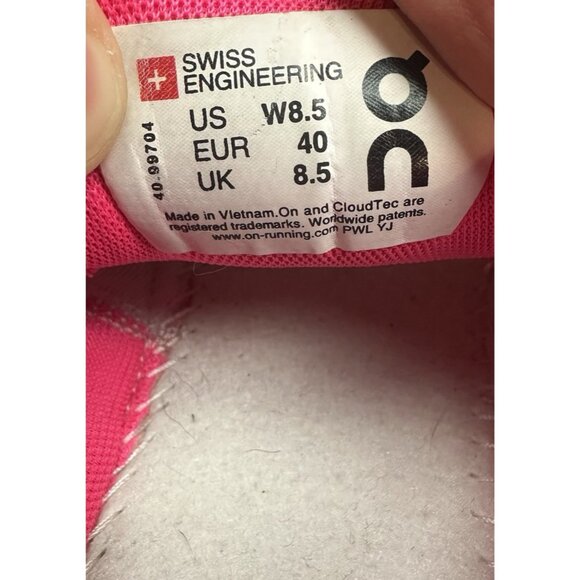 SWISS
ENGINEERING
US W8.5
EUR 40
UK 8.5
40-99704
On
Made in Vietnam.On and CloudTec are
registered trademarks. Worldwide patents.
www.on-running.com PWL YJ